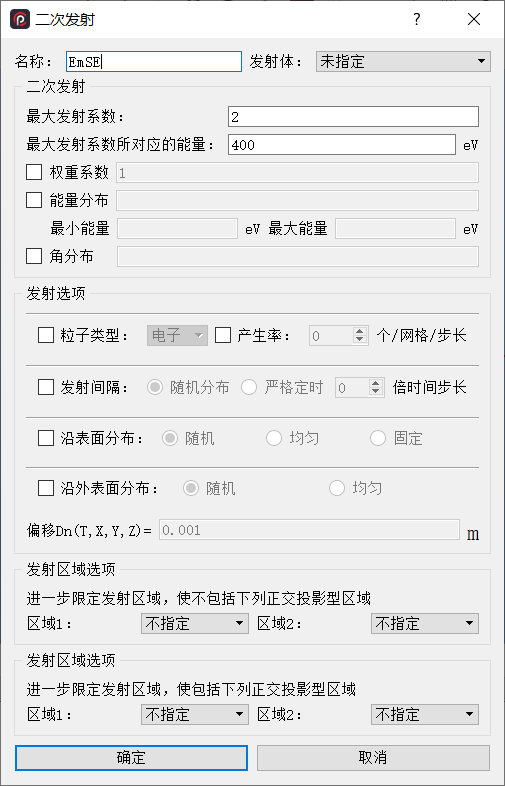 二次发射 ?
名称: EmSE 发射体: 未指定
二次发射
最大发射系数: 2
最大发射系数所对应的能量: 400 eV
权重系数 1
能量分布
最小能量 eV 最大能量 eV
角分布
发射选项
粒子类型: 电子 产生率: 0 个/网格/步长
发射间隔: 随机分布 严格定时 0 倍时间步长
沿表面分布: 随机 均匀 固定
沿外表面分布: 随机 均匀
偏移Dn(T,X,Y,Z)= 0.001 m
发射区域选项
进一步限定发射区域，使不包括下列正交投影型区域
区域1: 不指定 区域2: 不指定
发射区域选项
进一步限定发射区域，使包括下列正交投影型区域
区域1: 不指定 区域2: 不指定
确定 取消